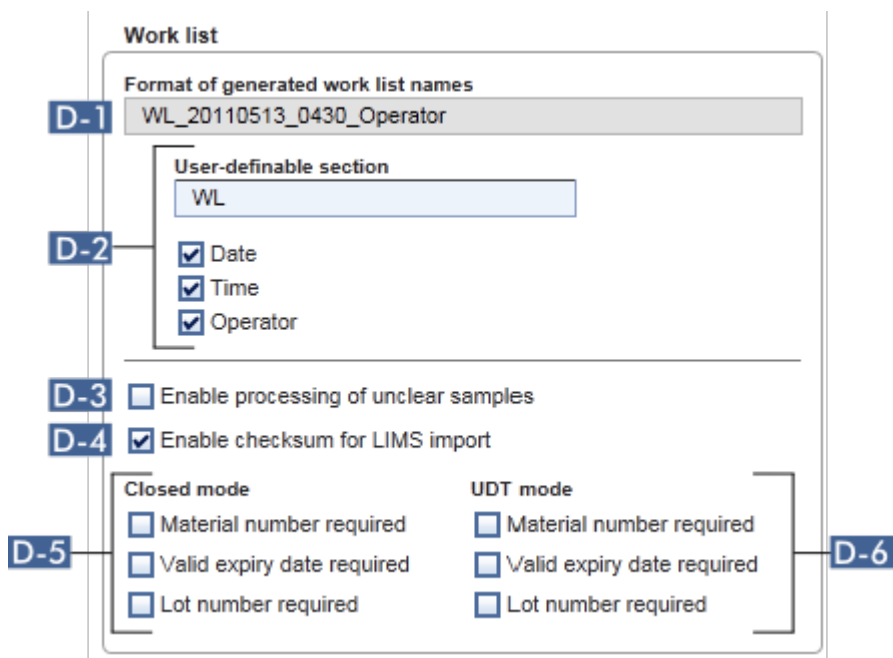 Work list
Format of generated work list names
D-1 WL_20110513_0430_Operator
User-definable section
WL
D-2
Date
Time
Operator
D-3 Enable processing of unclear samples
D-4 Enable checksum for LIMS import
Closed mode UDT mode
Material number required Material number required
D-5 Valid expiry date required Valid expiry date required D-6
Lot number required Lot number required